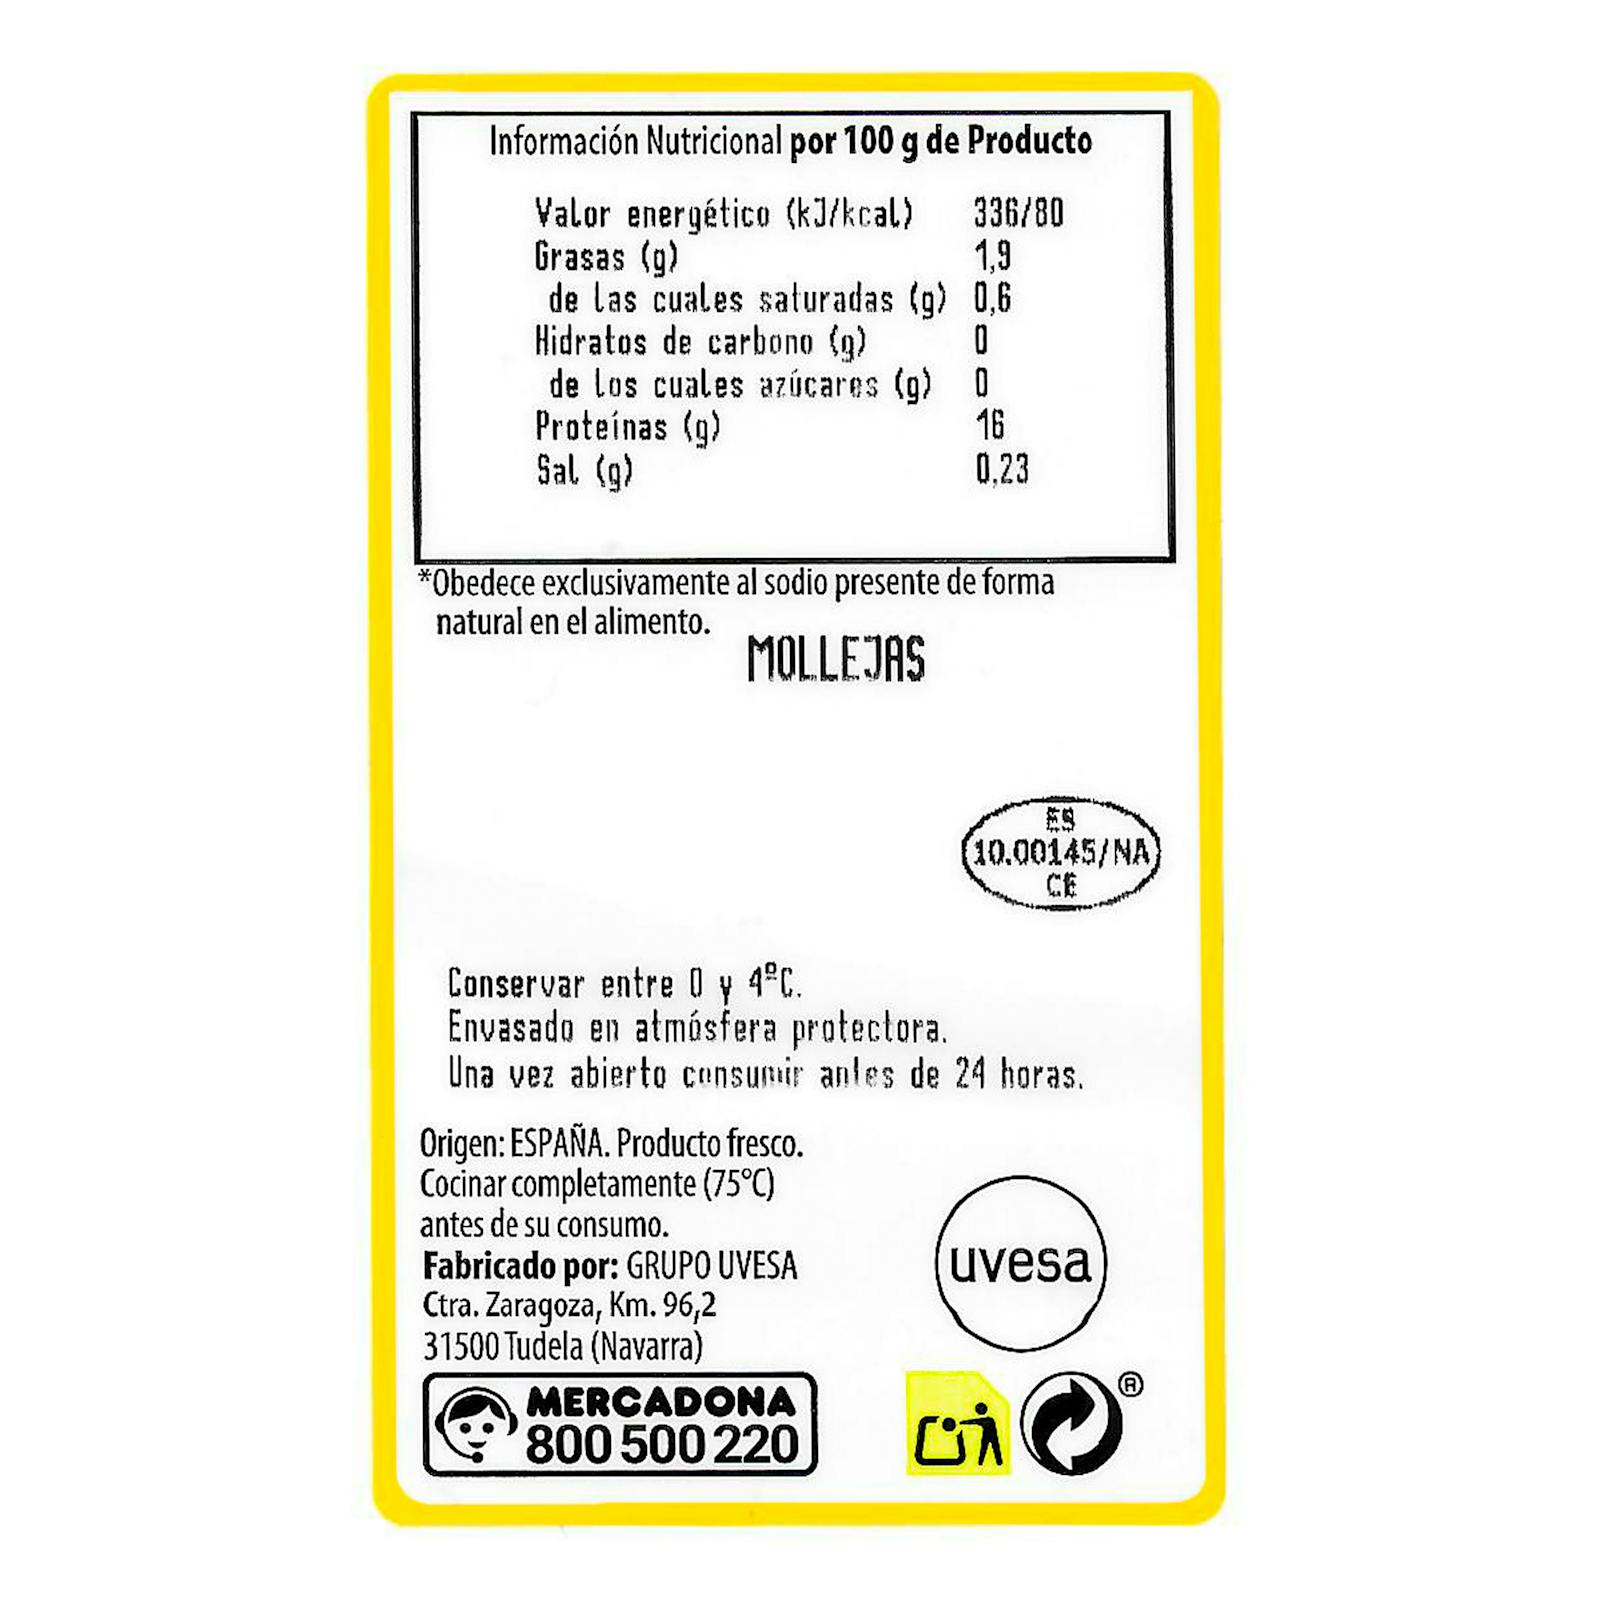 Información Nutricional por 100 g de Producto
Valor energético (kJ/kcal) 336/80
Grasas (g) 1,9
de las cuales saturadas (g) 0,6
Hidratos de carbono (g) 0
de los cuales azúcares (g) 0
Proteínas (g) 16
Sal (g) 0,23
*Obedece exclusivamente al sodio presente de forma
natural en el alimento.
MOLLEJAS
ES
10.00145/NA
CE
Conservar entre 0 y 4ºC.
Envasado en atmósfera protectora.
Una vez abierto consumir antes de 24 horas.
Origen: ESPAÑA. Producto fresco.
Cocinar completamente (75°C)
antes de su consumo.
Fabricado por: GRUPO UVESA
Ctra. Zaragoza, Km. 96,2
31500 Tudela (Navarra)
uvesa
MERCADONA
800 500 220
®